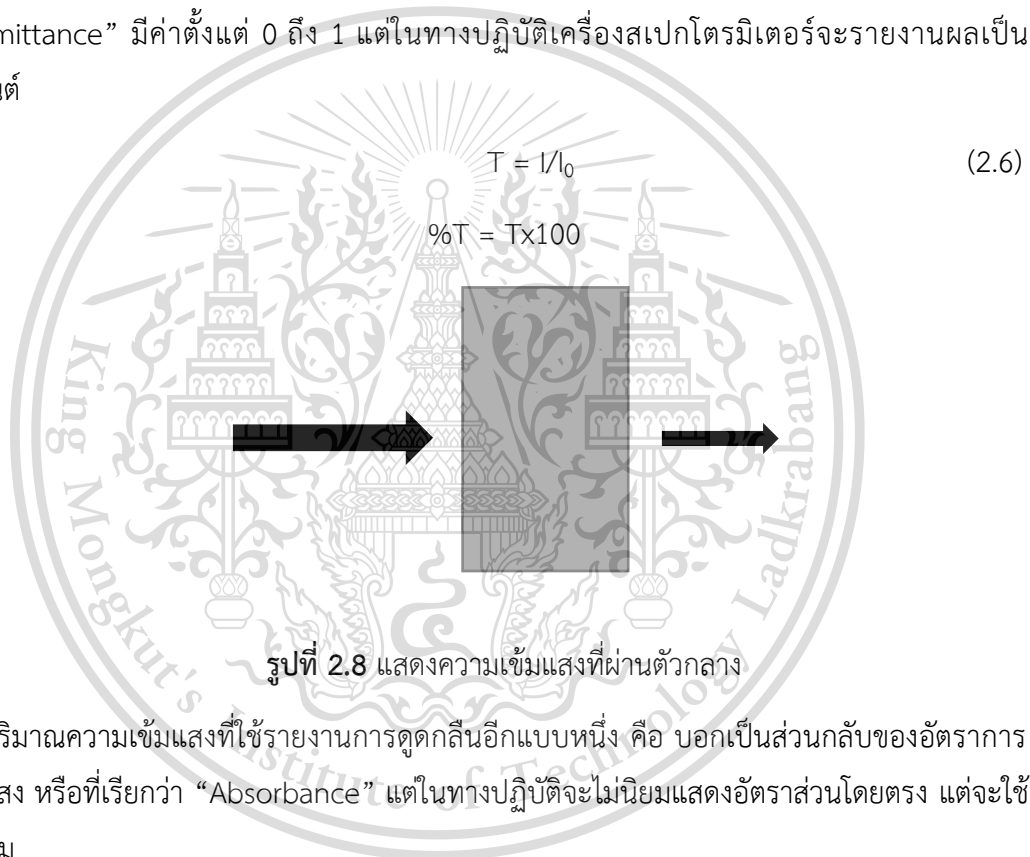 mittance” มีค่าตั้งแต่ 0 ถึง 1 แต่ในทางปฏิบัติเครื่องสเปกโตรมิเตอร์จะรายงานผลเป็น
นต์
T = I/I₀ (2.6)
%T = Tx100
รูปที่ 2.8 แสดงความเข้มแสงที่ผ่านตัวกลาง
ริมาณความเข้มแสงที่ใช้รายงานการดูดกลืนอีกแบบหนึ่ง คือ บอกเป็นส่วนกลับของอัตราการ
สง หรือที่เรียกว่า “Absorbance” แต่ในทางปฏิบัติจะไม่นิยมแสดงอัตราส่วนโดยตรง แต่จะใช้
King Mongkut's Institute of Technology Ladkrabang